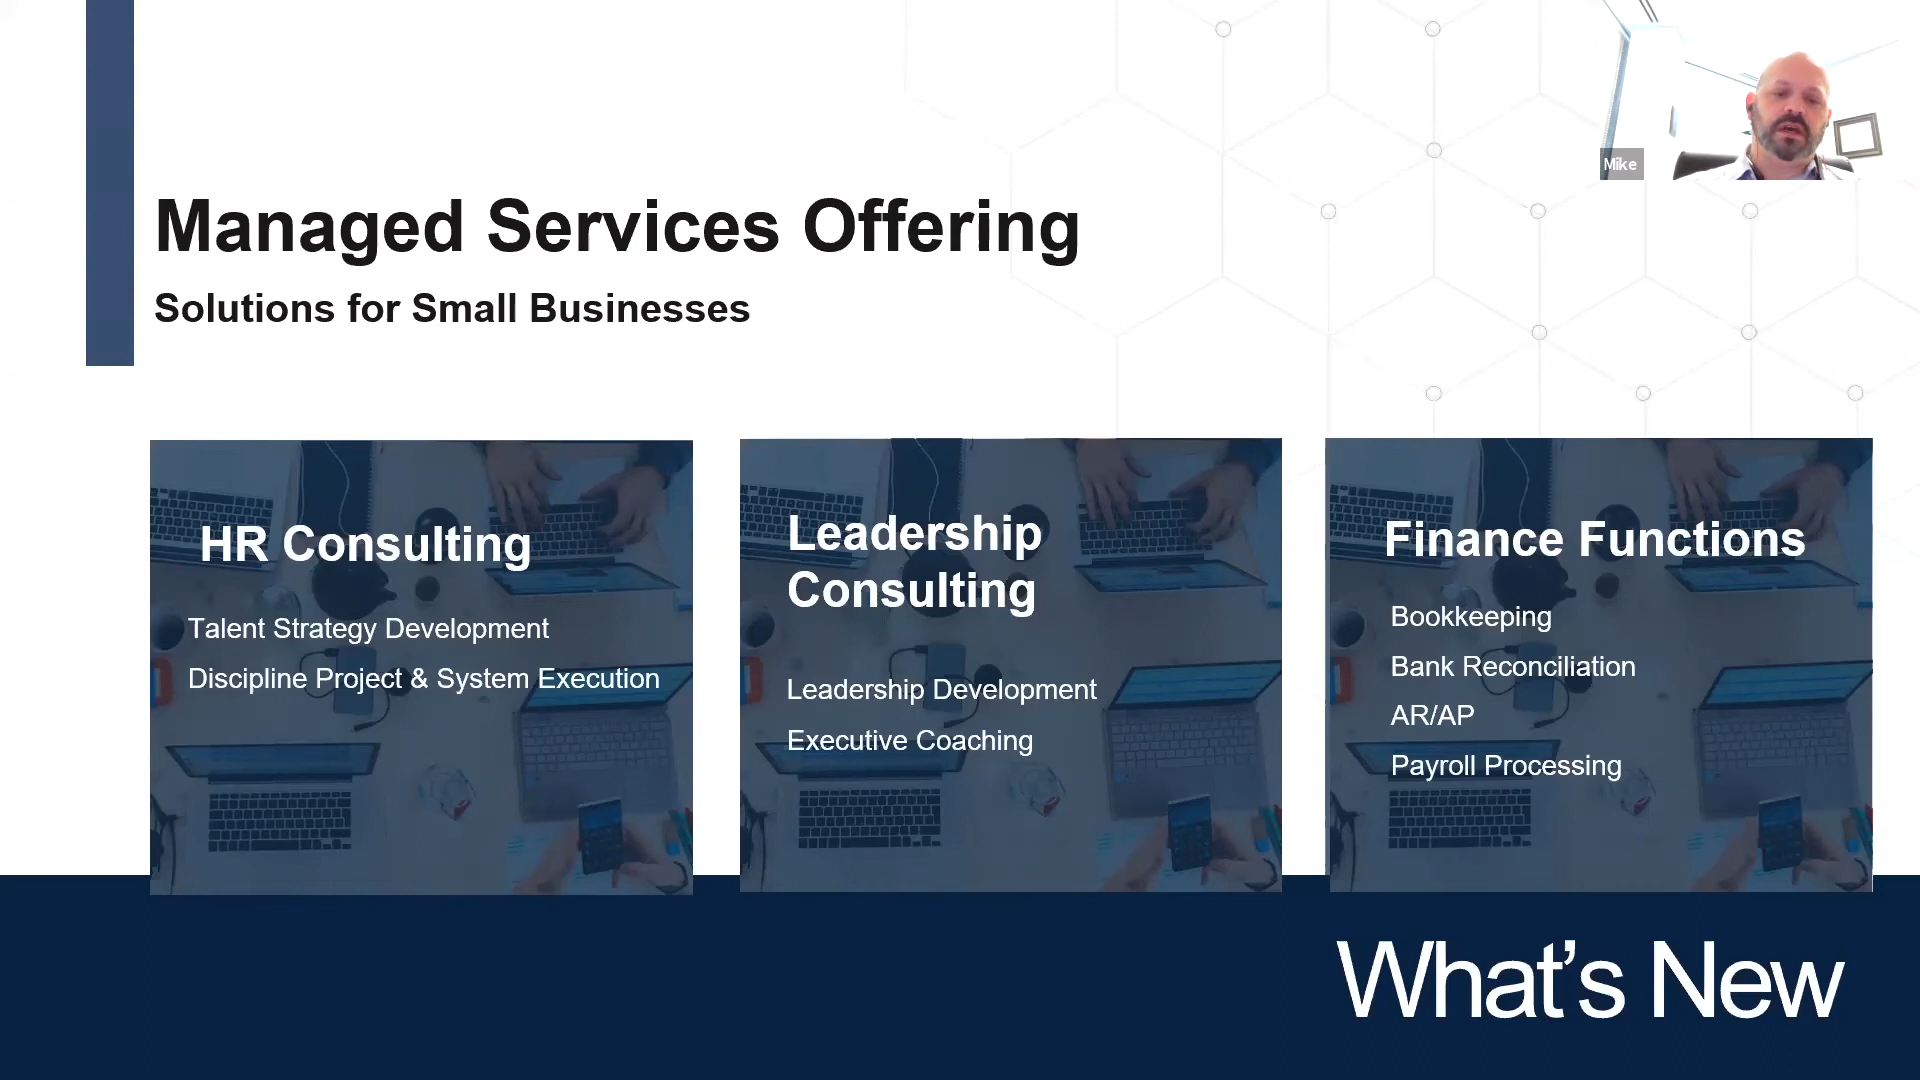 Mike
Managed Services Offering
Solutions for Small Businesses
HR Consulting
Talent Strategy Development
Discipline Project & System Execution
Leadership
Consulting
Leadership Development
Executive Coaching
Finance Functions
Bookkeeping
Bank Reconciliation
AR/AP
Payroll Processing
What’s New